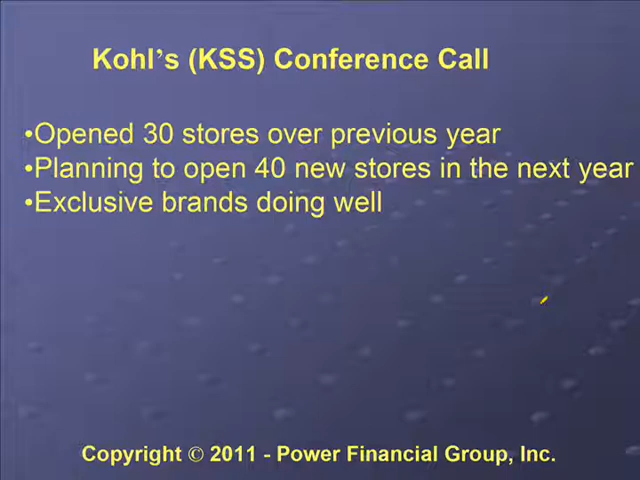 Kohl's (KSS) Conference Call
•Opened 30 stores over previous year
•Planning to open 40 new stores in the next year
•Exclusive brands doing well
Copyright © 2011 - Power Financial Group, Inc.